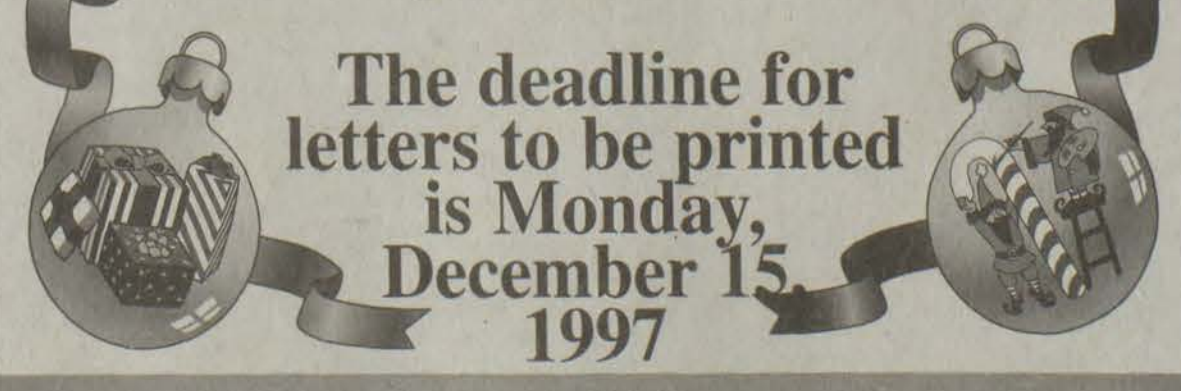 The deadline for
letters to be printed
is Monday,
December 15,
1997